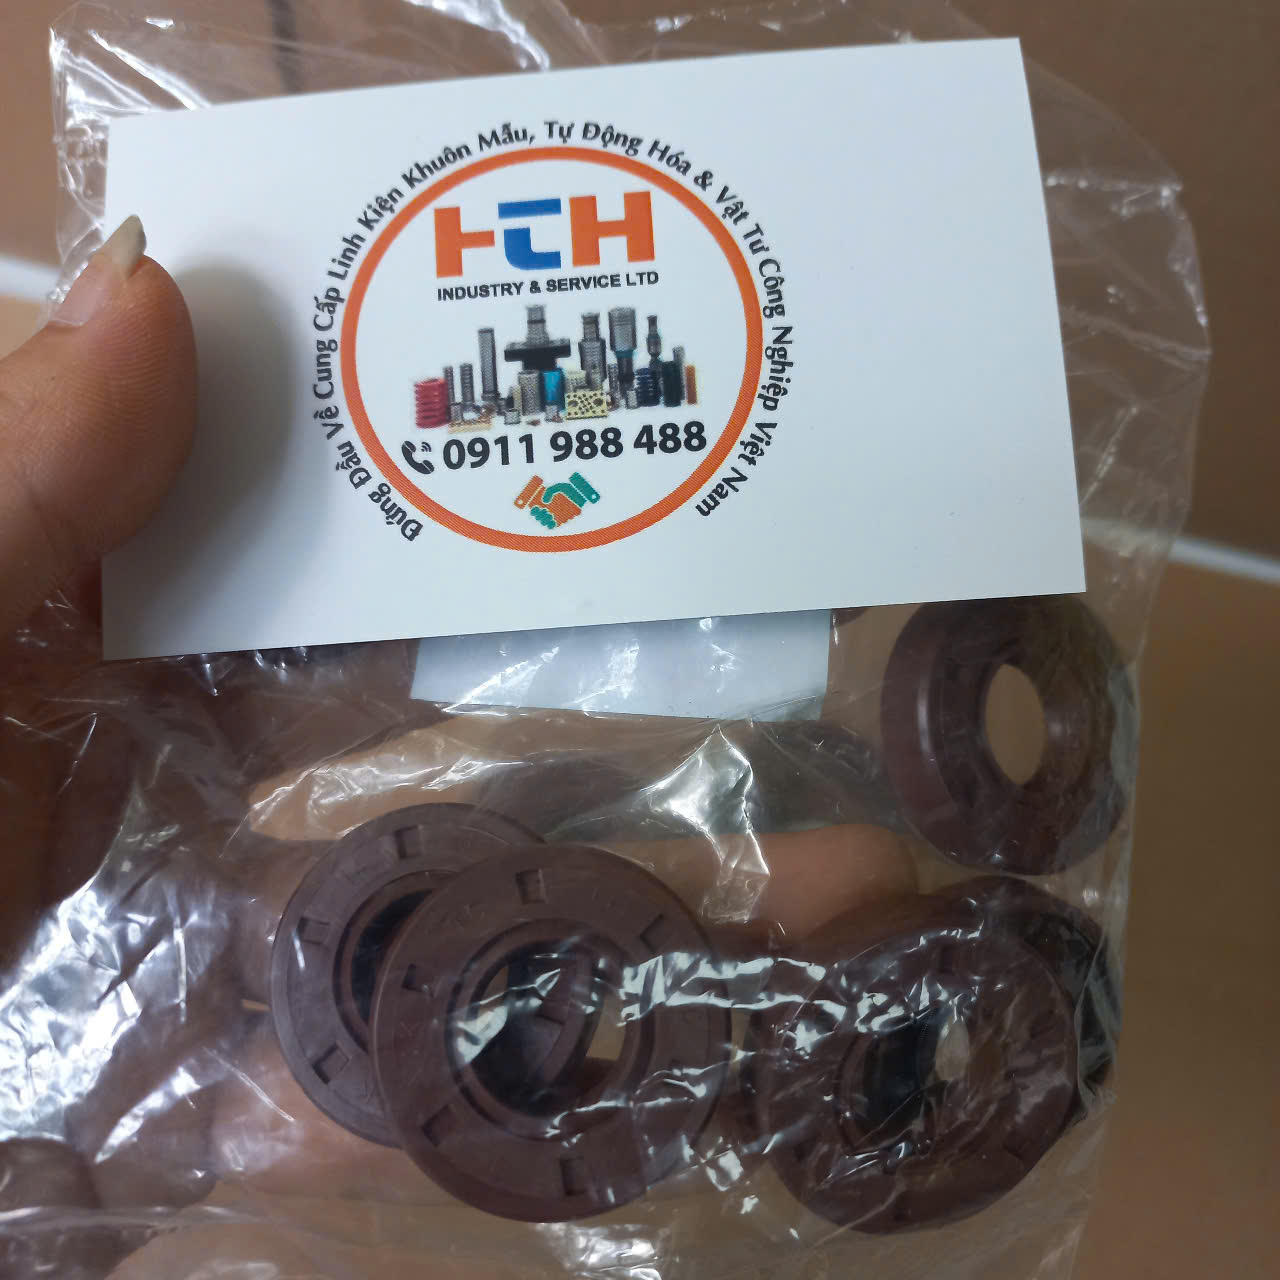 Đứng Đầu Về Cung Cấp Linh Kiện Khuôn Mẫu, Tự Động Hóa & Vật Tư Công Nghiệp Việt Nam
HTH
INDUSTRY & SERVICE LTD
0911 988 488